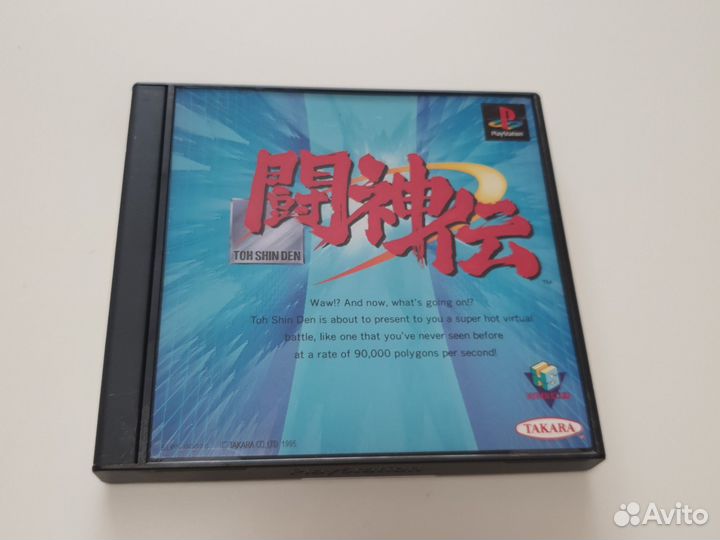 PlayStation
闘神伝
TOH SHIN DEN
TM
Waw!? And now, what's going on!?
Toh Shin Den is about to present to you a super hot virtual
battle, like one that you've never seen before
at a rate of 90,000 polygons per second!
© TAKARA CO.,LTD. 1995
TAKARA
PlayStation
Avito